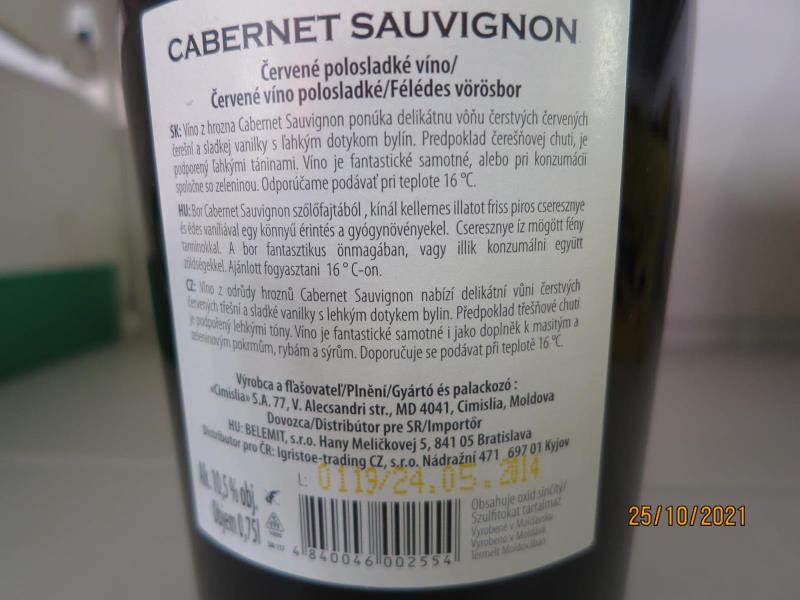 CABERNET SAUVIGNON
Červené polosladké víno/
Červené víno polosladké/Félédes vörösbor
SK: Víno z hrozna Cabernet Sauvignon ponúka delikátnu vôňu čerstvých červených
čerešní a sladkej vanilky s ľahkým dotykom bylín. Predpoklad čerešňovej chuti, je
podporený ľahkými táninami. Víno je fantastické samotné, alebo pri konzumácii
spoločne so zeleninou. Odporúčame podávať pri teplote 16 °C.
HU: Bor Cabernet Sauvignon szőlőfajtából , kínál kellemes illatot friss piros cseresznye
és édes vaníliával egy könnyű érintés a gyógynövényekel. Cseresznye íz mögött fény
tanninokkal. A bor fantasztikus önmagában, vagy illik konzumálni együtt
zöldségekkel. Ajánlott fogyasztani 16 ° C-on.
CZ: Víno z odrůdy hroznů Cabernet Sauvignon nabízí delikátní vůni čerstvých
červených třešní a sladké vanilky s lehkým dotykem bylin. Předpoklad třešňové chuti
je podpořený lehkými tóny. Víno je fantastické samotné i jako doplněk k masitým a
zeleninovým pokrmům, rybám a sýrům. Doporučuje se podávat při teplotě 16 °C.
Výrobca a fľašovateľ/Plnění/Gyártó és palackozó :
«Cimislia» S.A. 77, V. Alecsandri str., MD 4041, Cimislia, Moldova
Dovozca/Distribútor pre SR/Importőr
HU: BELEMIT, s.r.o. Hany Meličkovej 5, 841 05 Bratislava
Distributor pro ČR: Igristoe-trading CZ, s.r.o. Nádražní 471 697 01 Kyjov
L: 0119/24.05.2014
Alk. 10,5 % obj.
Objem 0,75l
Obsahuje oxid siričitý/
Szulfitokat tartalmaz
Vyrobené v Moldavsku
Vyrobeno v Moldávii
Termelt Moldovában
4 840046 002554
25/10/2021